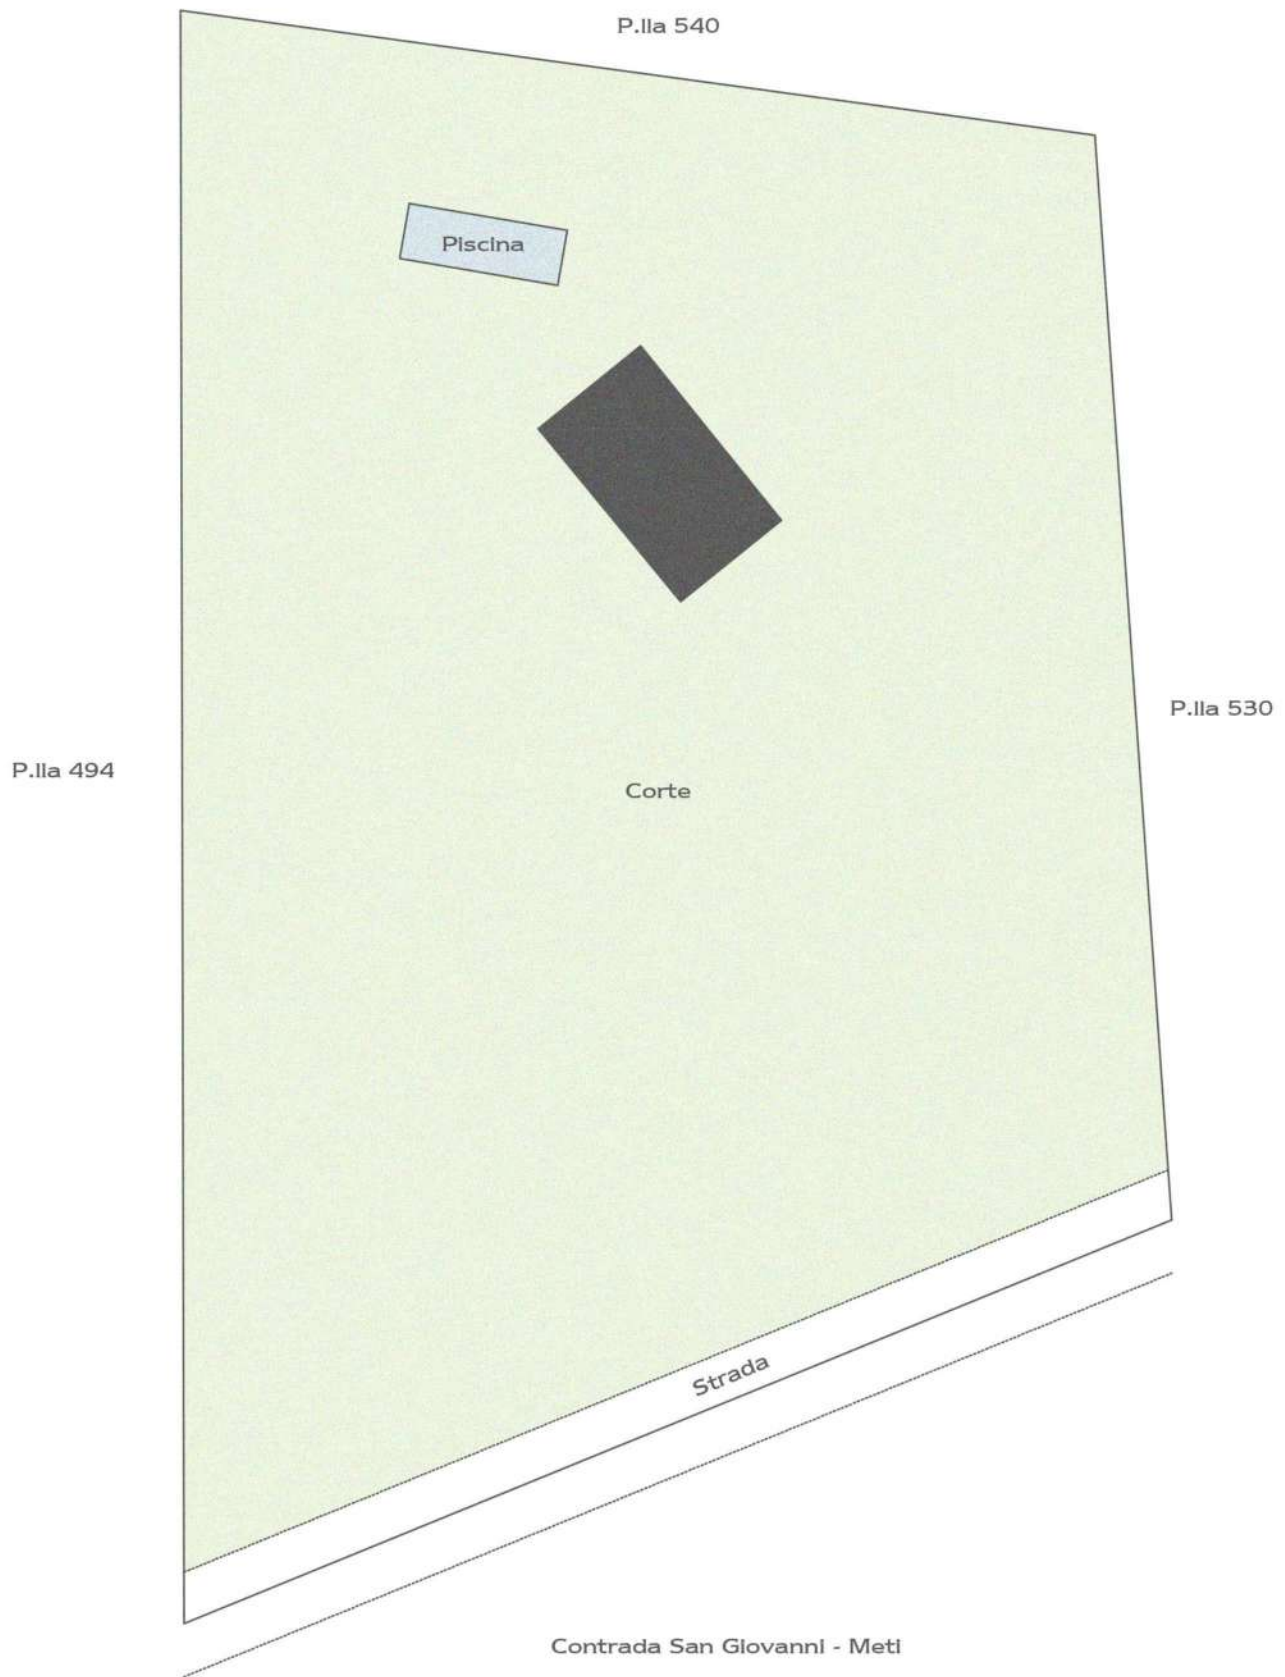 P.lla 540
Piscina
P.lla 530
P.lla 494
Corte
Strada
Contrada San Giovanni - Meti